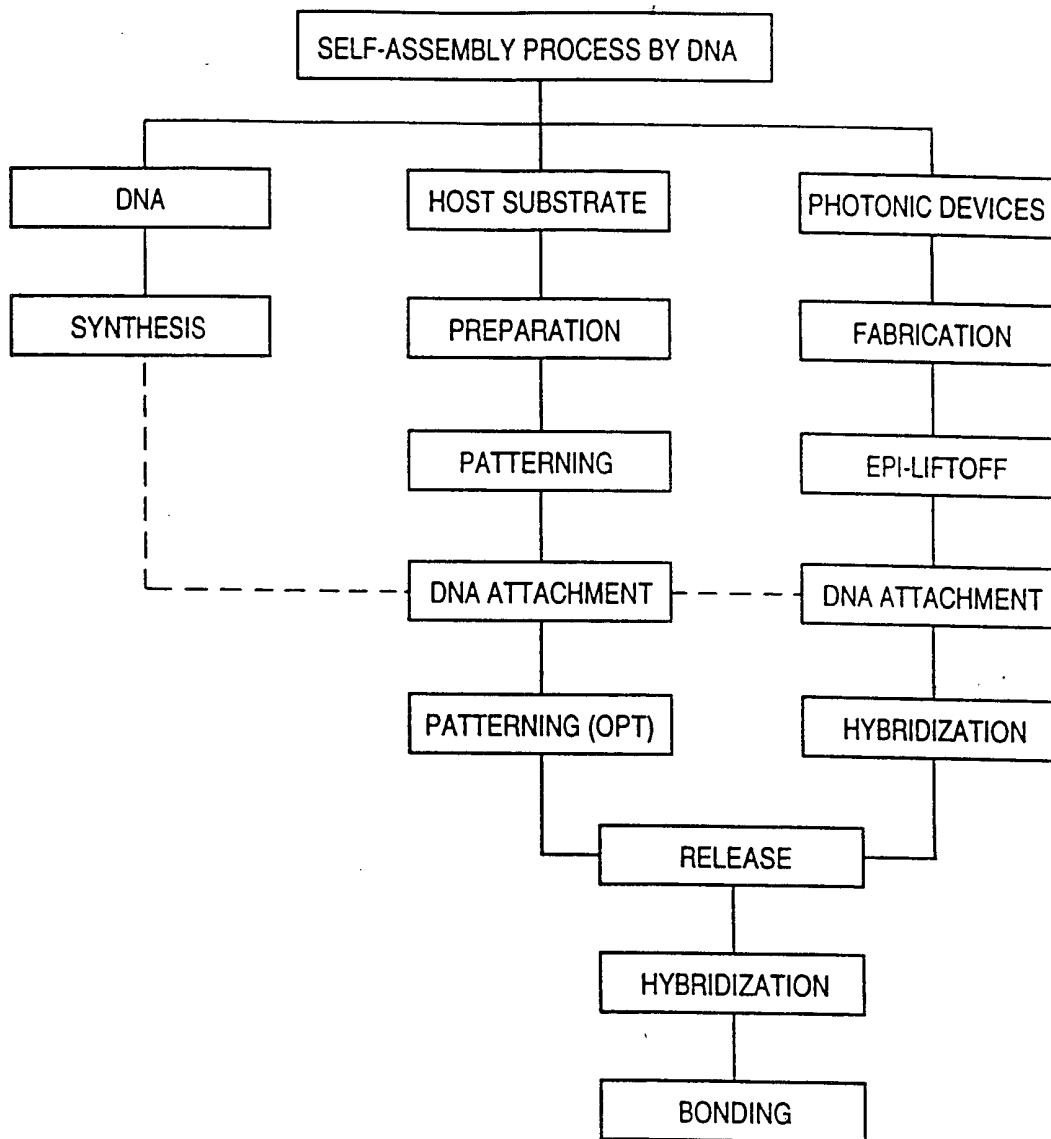 SELF-ASSEMBLY PROCESS BY DNA
DNA
HOST SUBSTRATE
PHOTONIC DEVICES
SYNTHESIS
PREPARATION
FABRICATION
PATTERNING
EPI-LIFTOFF
DNA ATTACHMENT
DNA ATTACHMENT
PATTERNING (OPT)
HYBRIDIZATION
RELEASE
HYBRIDIZATION
BONDING